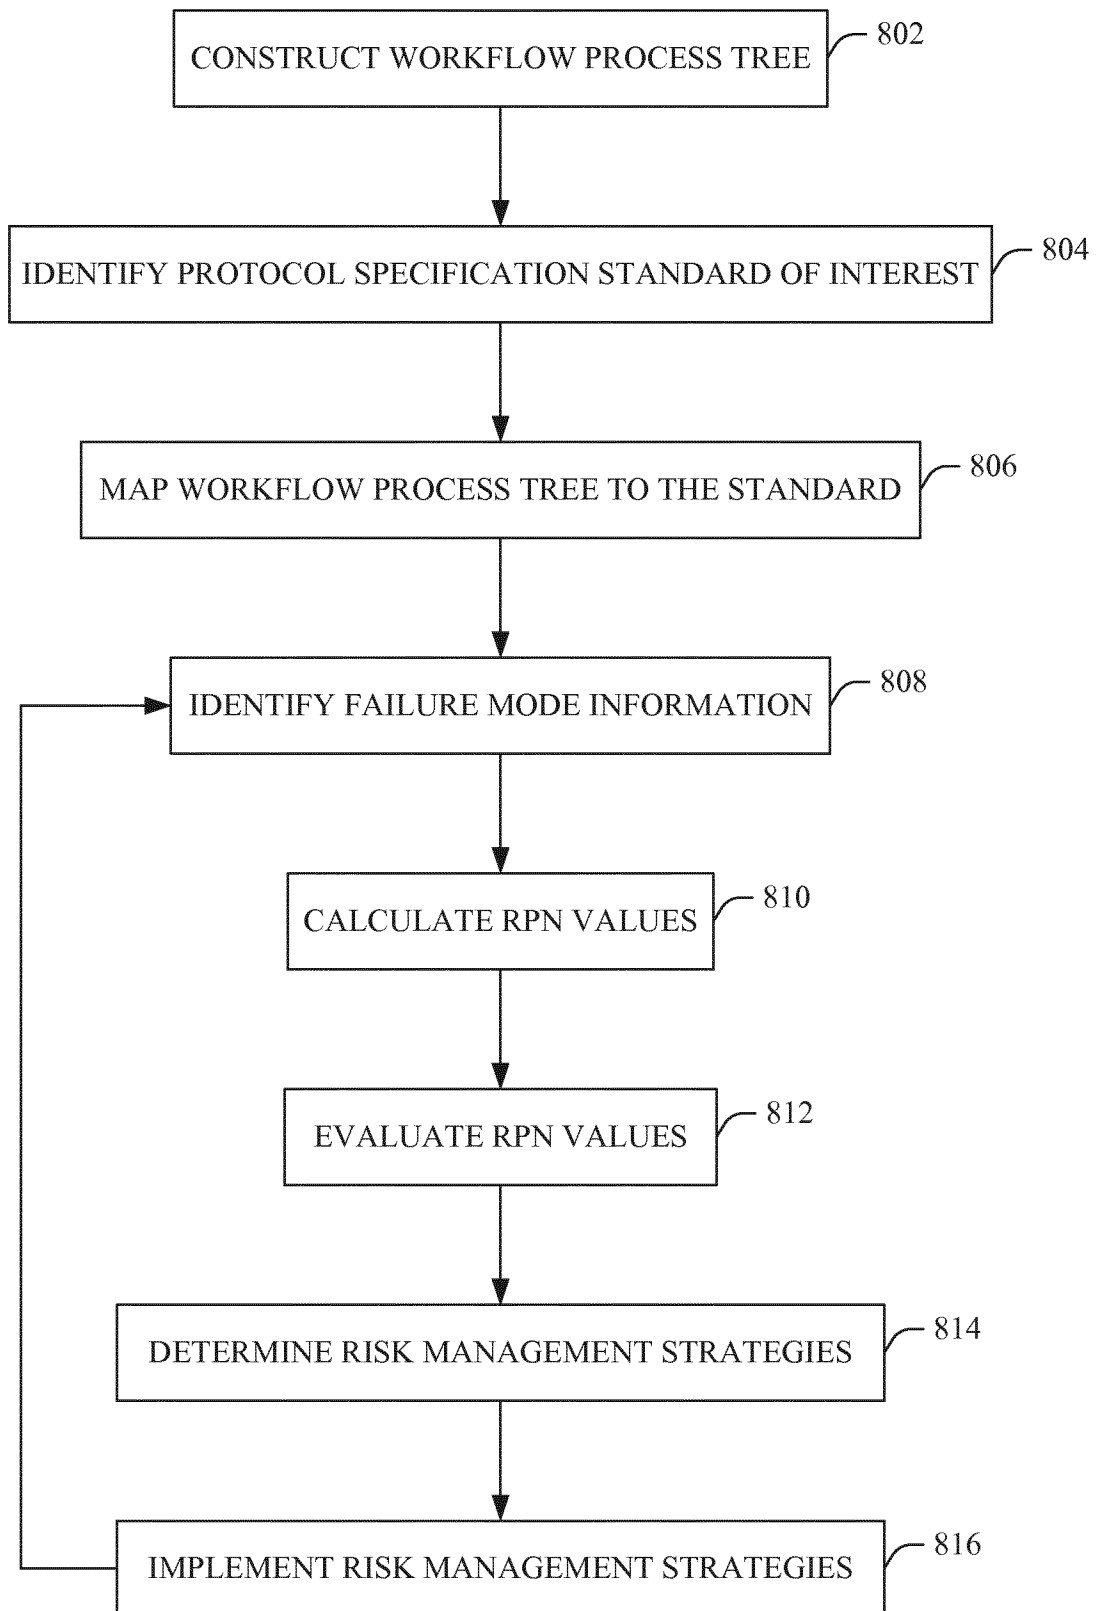 CONSTRUCT WORKFLOW PROCESS TREE
802
IDENTIFY PROTOCOL SPECIFICATION STANDARD OF INTEREST
804
MAP WORKFLOW PROCESS TREE TO THE STANDARD
806
IDENTIFY FAILURE MODE INFORMATION
808
CALCULATE RPN VALUES
810
EVALUATE RPN VALUES
812
DETERMINE RISK MANAGEMENT STRATEGIES
814
IMPLEMENT RISK MANAGEMENT STRATEGIES
816